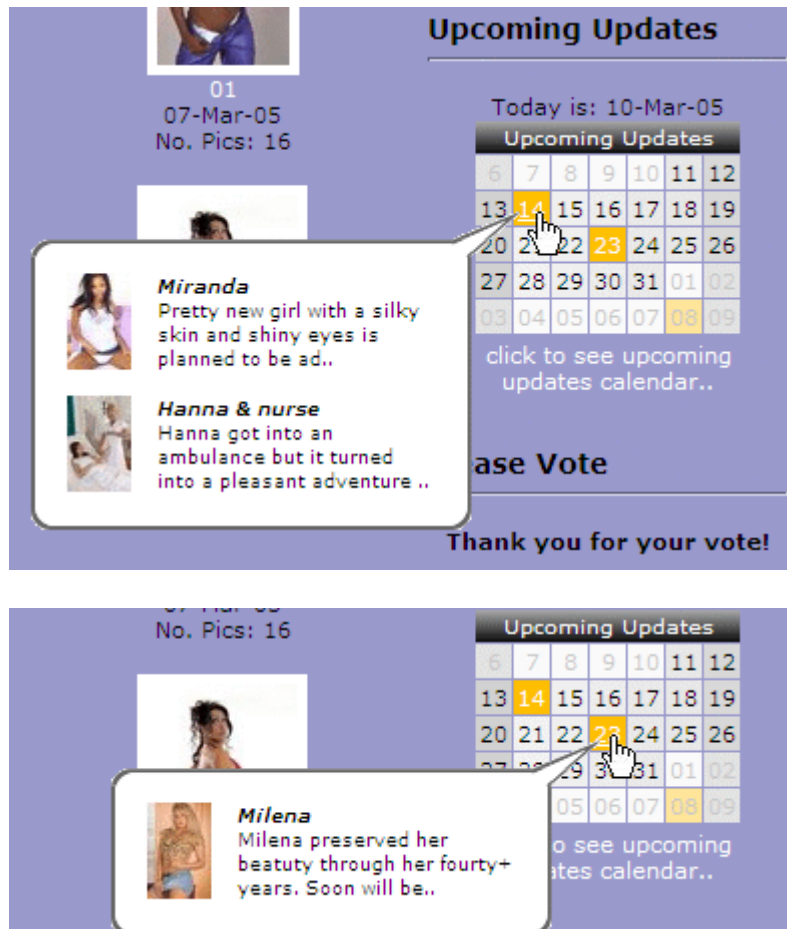 Upcoming Updates
01
07-Mar-05
No. Pics: 16
Today is: 10-Mar-05
Upcoming Updates
6 7 8 9 10 11 12
13 14 15 16 17 18 19
20 22 23 24 25 26
27 28 29 30 31 01 02
03 04 05 06 07 08 09
click to see upcoming
updates calendar..
Miranda
Pretty new girl with a silky
skin and shiny eyes is
planned to be ad..
Hanna & nurse
Hanna got into an
ambulance but it turned
into a pleasant adventure ..
ase Vote
Thank you for your vote!
No. Pics: 16
Upcoming Updates
6 7 8 9 10 11 12
13 14 15 16 17 18 19
20 21 22 23 24 25 26
31 01 02
05 06 07 08 09
o see upcoming
ates calendar..
Milena
Milena preserved her
beatuty through her fourty+
years. Soon will be..